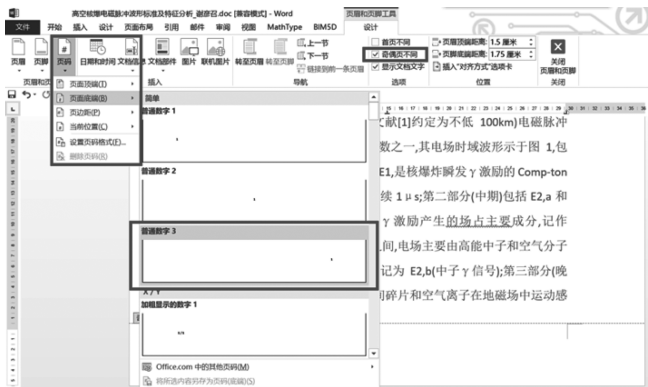 高空核爆电磁脉冲波形标准及特征分析_谢彦召.doc [兼容模式] - Word
页眉和页脚工具
文件 开始 插入 设计 页面布局 引用 邮件 审阅 视图 MathType BIM5D 设计
页眉 页脚 页码 日期和时间 文档信息 文档部件 图片 联机图片 转至页眉 转至页脚
上一节
下一节
链接到前一条页眉
首页不同
奇偶页不同
显示文档文字
页眉顶端距离: 1.5 厘米
页脚底端距离: 1.75 厘米
插入"对齐方式"选项卡
关闭
页眉和页脚
页眉和页 插入 导航 选项 位置 关闭
页面顶端(T)
页面底端(B)
页边距(P)
当前位置(C)
设置页码格式(F)...
删除页码(R)
简单
普通数字 1
普通数字 2
普通数字 3
X / Y
加粗显示的数字 1
Office.com 中的其他页码(M)
将所选内容另存为页码(底端)(S)
文献[1]约定为不低 100km)电磁脉冲
数之一,其电场时域波形示于图 1,包
E1,是核爆炸瞬发 γ 激励的 Comp-ton
续 1 μs;第二部分(中期)包括 E2,a 和
γ 激励产生的场占主要成分,记作
间,电场主要由高能中子和空气分子
记为 E2,b(中子 γ 信号);第三部分(晚
碎片和空气离子在地磁场中运动感